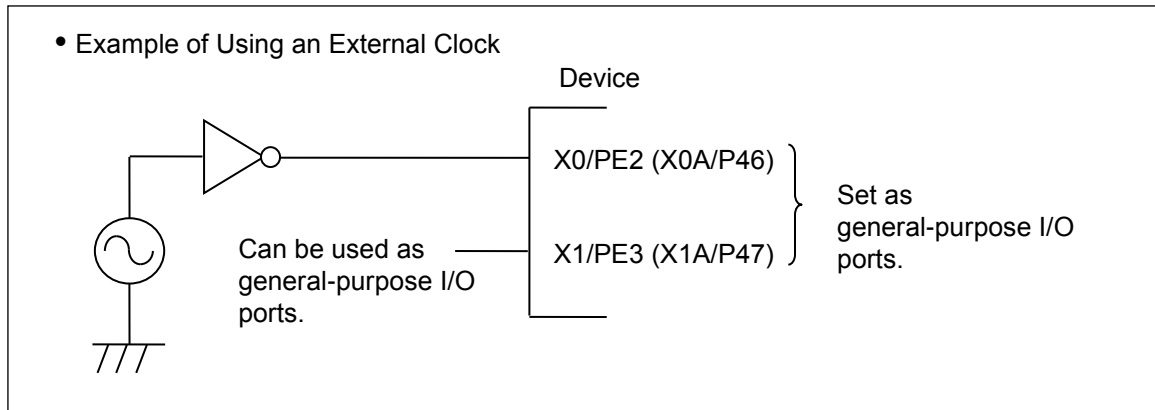 • Example of Using an External Clock
Device
X0/PE2 (X0A/P46)
Set as
general-purpose I/O
ports.
Can be used as
general-purpose I/O
ports.
X1/PE3 (X1A/P47)